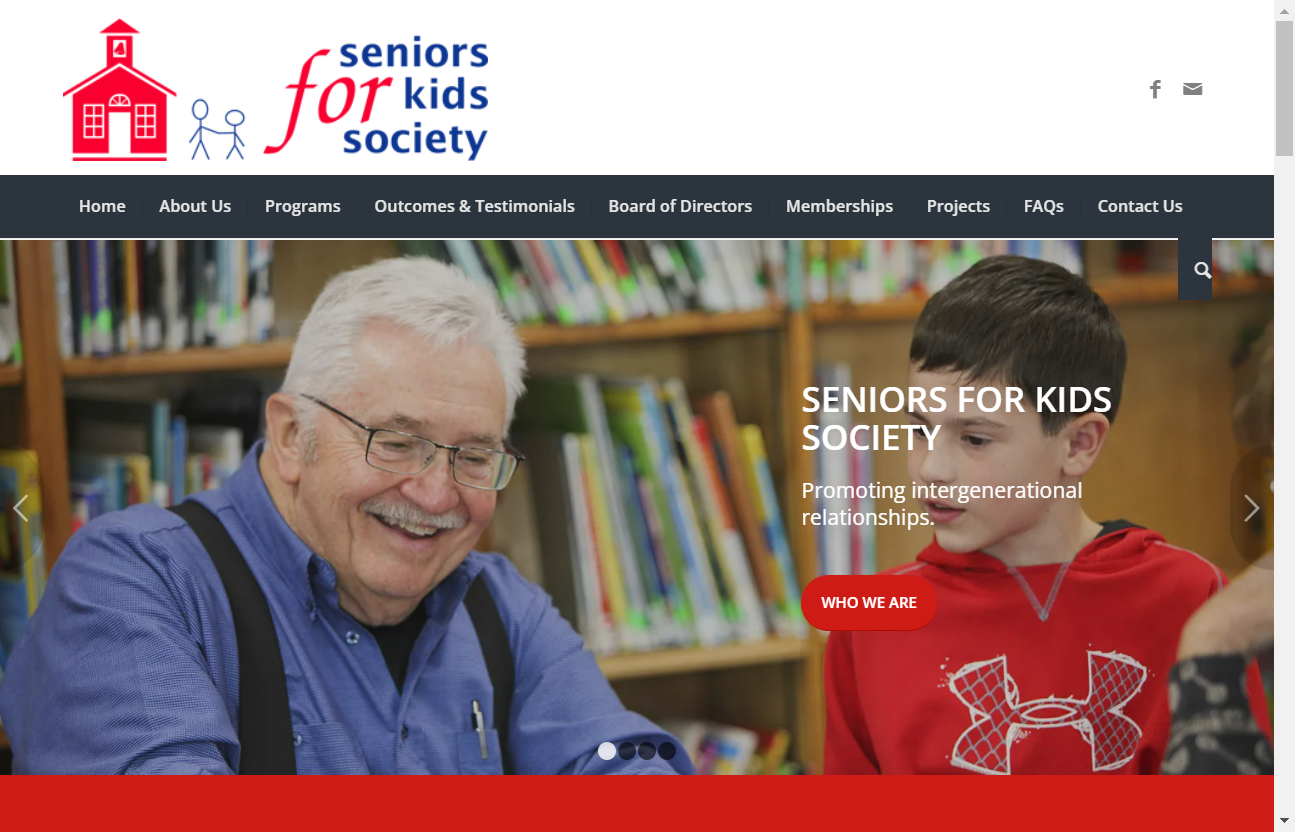 seniors
for kids
society
Home About Us Programs Outcomes & Testimonials Board of Directors Memberships Projects FAQs Contact Us
SENIORS FOR KIDS
SOCIETY
Promoting intergenerational
relationships.
WHO WE ARE